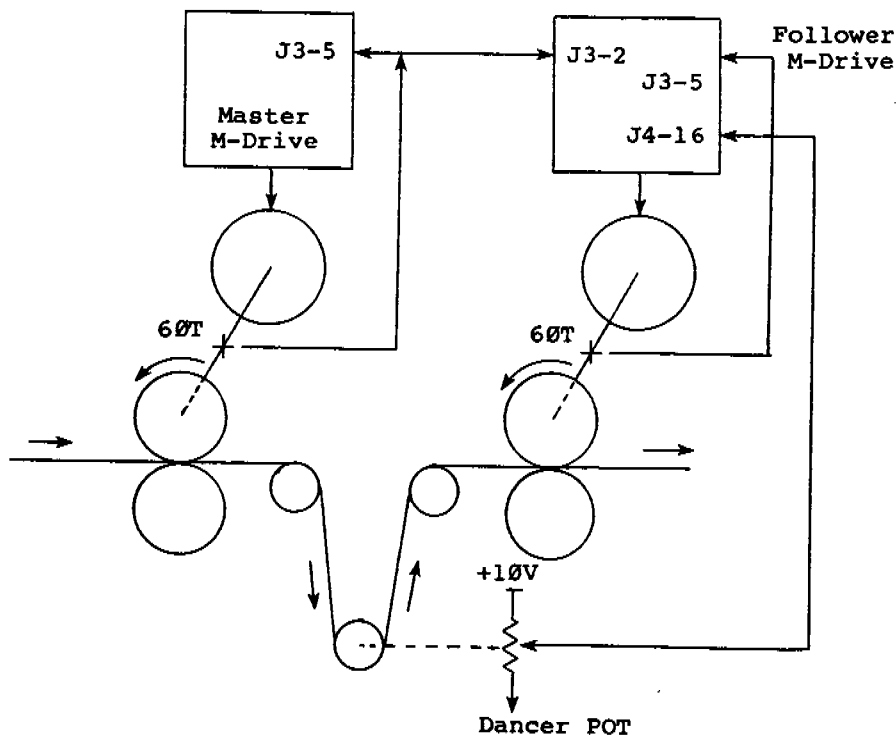 J3-5
Master
M-Drive
J3-2
J3-5
J4-16
Follower
M-Drive
6ØT
6ØT
+1ØV
Dancer POT